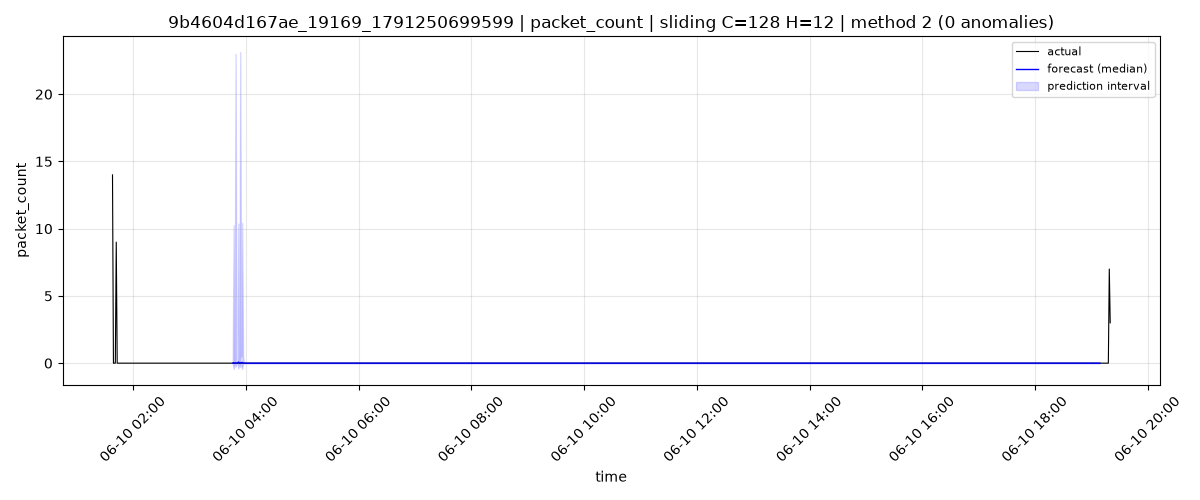 9b4604d167ae_19169_1791250699599 | packet_count | sliding C=128 H=12 | method 2 (0 anomalies)
actual
forecast (median)
prediction interval
packet_count
20
15
10
5
0
06-10 02:00
06-10 04:00
06-10 06:00
06-10 08:00
06-10 10:00
06-10 12:00
06-10 14:00
06-10 16:00
06-10 18:00
06-10 20:00
time